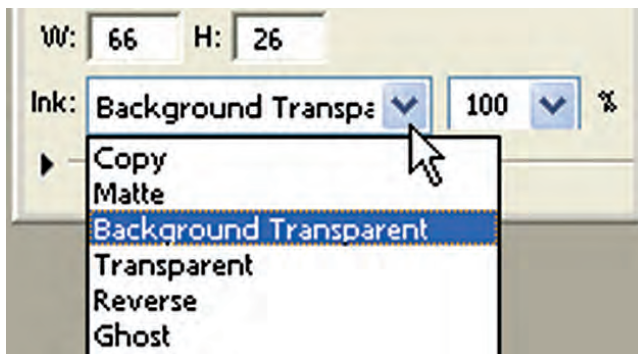 W: 66 H: 26
Ink: Background Transpa 100 %
Copy
Matte
Background Transparent
Transparent
Reverse
Ghost